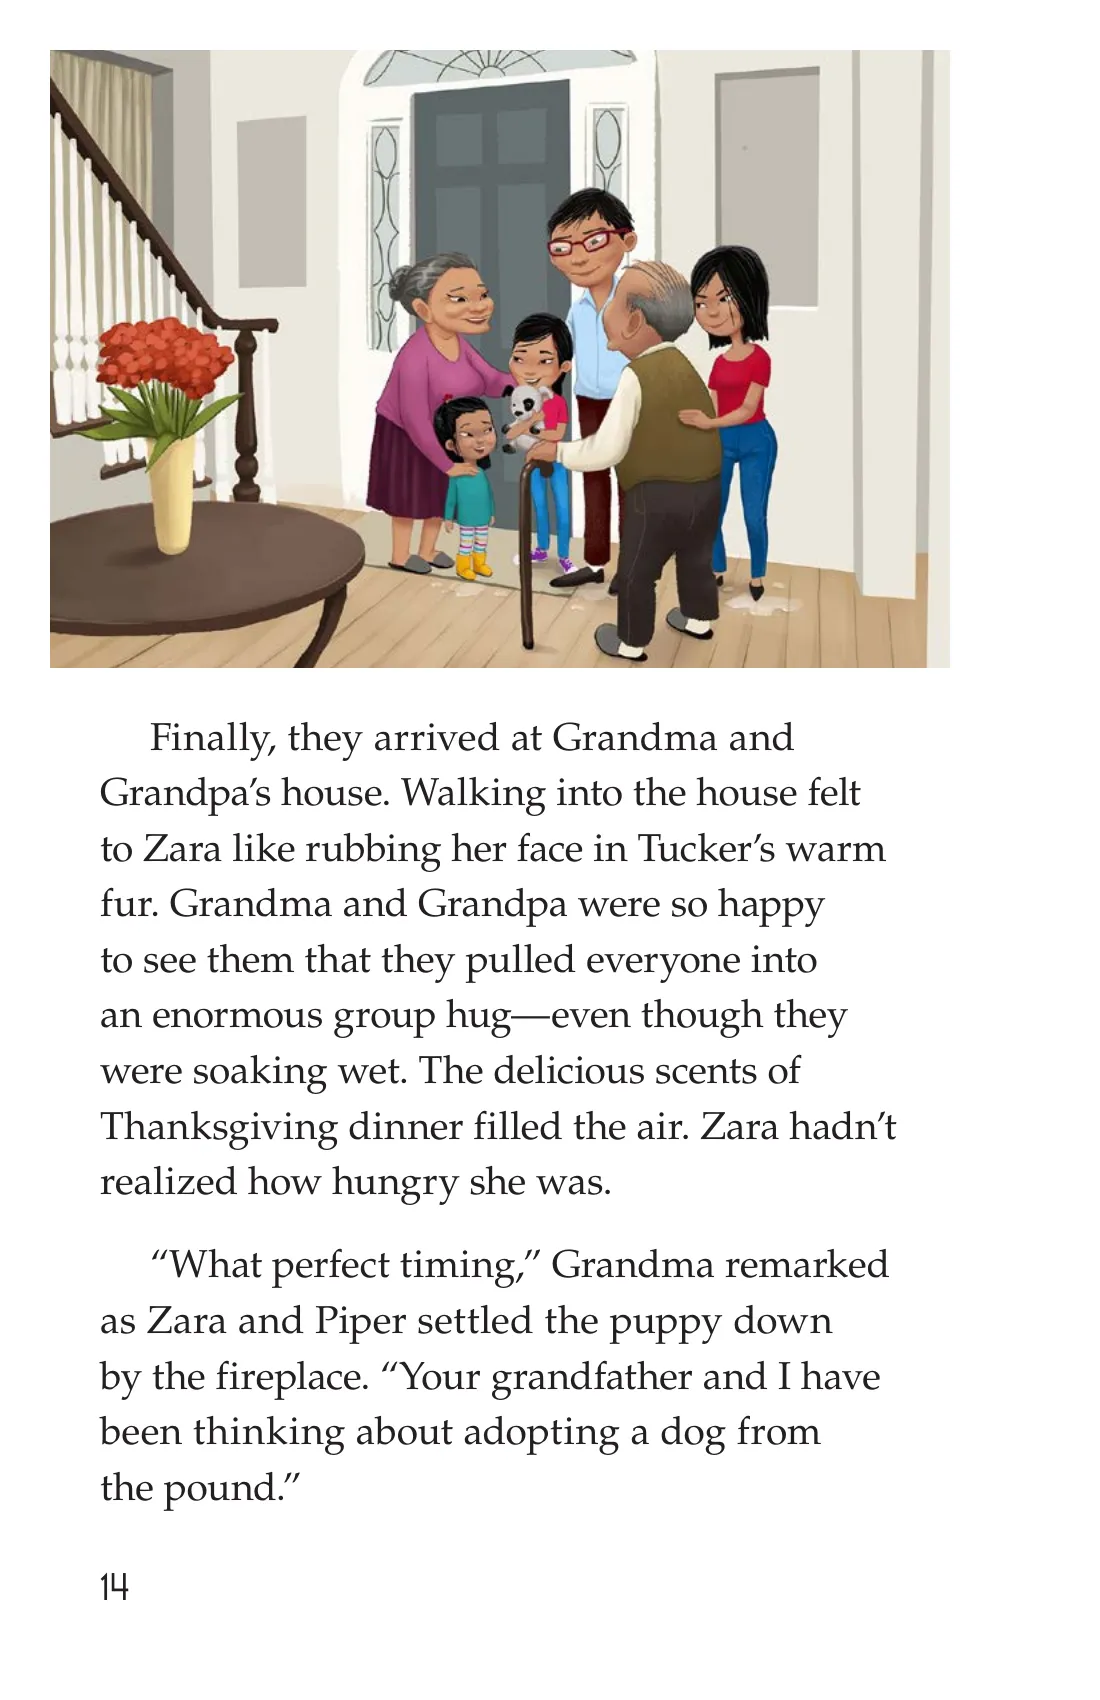 Finally, they arrived at Grandma and
Grandpa’s house. Walking into the house felt
to Zara like rubbing her face in Tucker’s warm
fur. Grandma and Grandpa were so happy
to see them that they pulled everyone into
an enormous group hug—even though they
were soaking wet. The delicious scents of
Thanksgiving dinner filled the air. Zara hadn’t
realized how hungry she was.
“What perfect timing,” Grandma remarked
as Zara and Piper settled the puppy down
by the fireplace. “Your grandfather and I have
been thinking about adopting a dog from
the pound.”
14